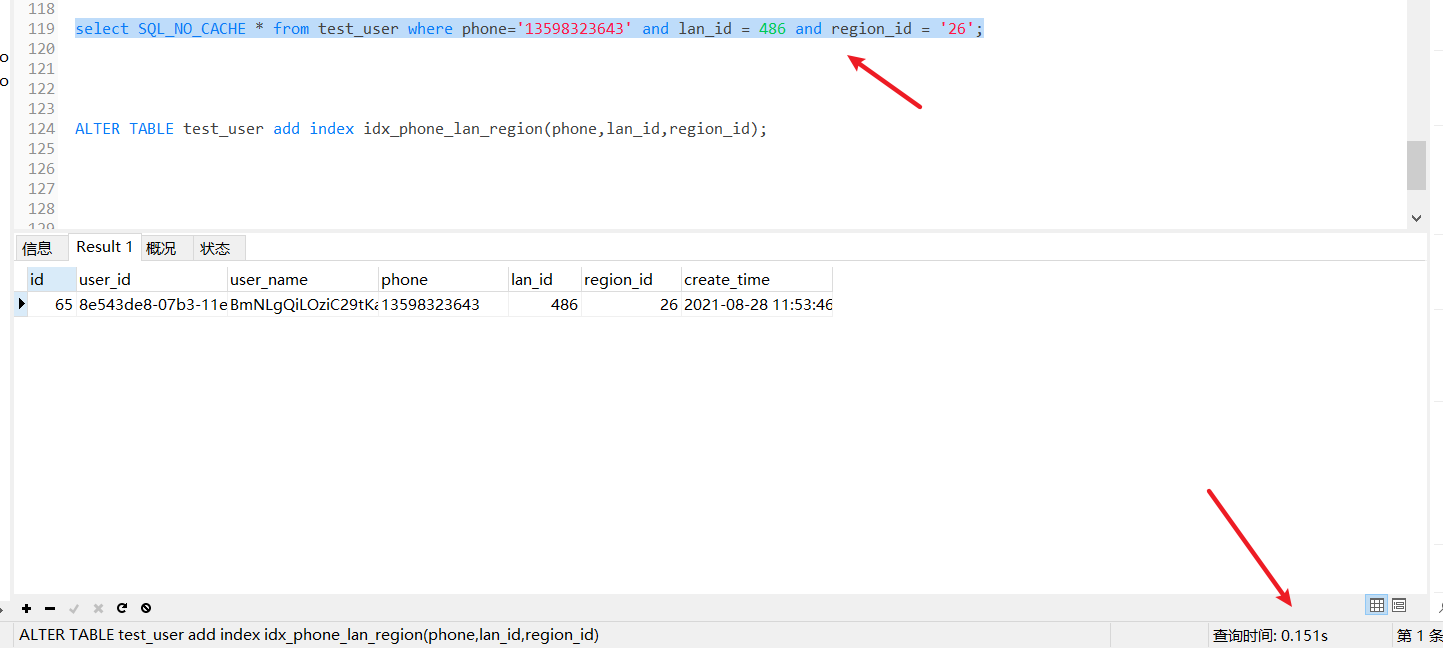 118
119 select SQL_NO_CACHE * from test_user where phone='13598323643' and lan_id = 486 and region_id = '26';
120
121
122
123
124 ALTER TABLE test_user add index idx_phone_lan_region(phone,lan_id,region_id);
125
126
127
128
129
信息 Result 1 概况 状态
id user_id user_name phone lan_id region_id create_time
65 8e543de8-07b3-11e BmNLgQiLOziC29tKa 13598323643 486 26 2021-08-28 11:53:46
ALTER TABLE test_user add index idx_phone_lan_region(phone,lan_id,region_id) 查询时间: 0.151s 第 1 条